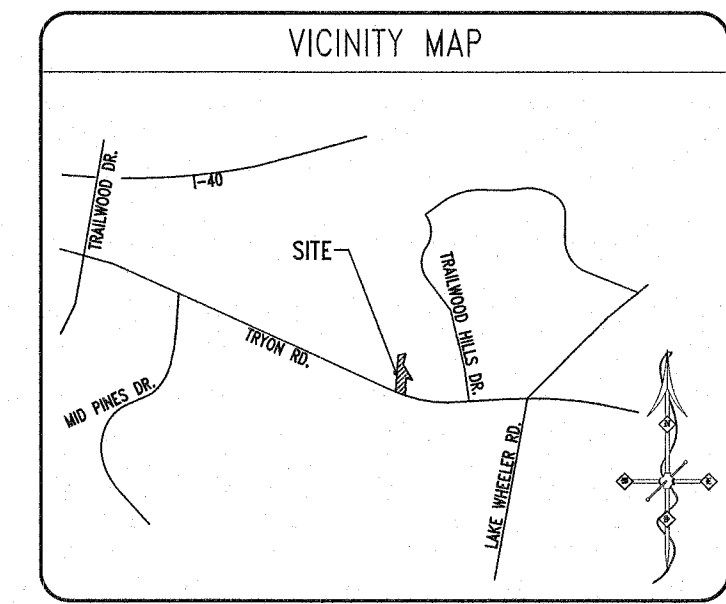 VICINITY MAP
I-40
TRAILWOOD DR.
SITE
TRAILWOOD HILLS DR.
TRYON RD.
MID PINES DR.
LAKE WHEELER RD.
N
E
S